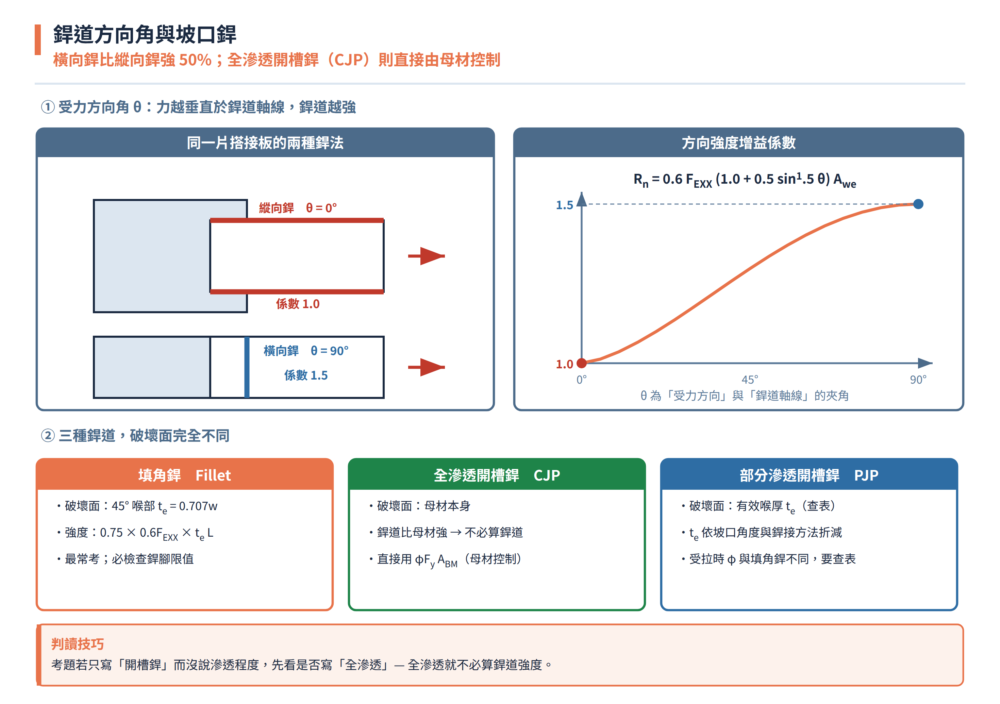 銲道方向角與坡口銲
橫向銲比縱向銲強 50%；全滲透開槽銲（CJP）則直接由母材控制
① 受力方向角 θ：力越垂直於銲道軸線，銲道越強
同一片搭接板的兩種銲法
縱向銲　θ = 0°
係數 1.0
橫向銲　θ = 90°
係數 1.5
方向強度增益係數
Rₙ = 0.6 F_EXX (1.0 + 0.5 sin¹.5 θ) A_we
1.5
1.0
0° 45° 90°
θ 為「受力方向」與「銲道軸線」的夾角
② 三種銲道，破壞面完全不同
填角銲　Fillet
・破壞面：45° 喉部 tₑ = 0.707w
・強度：0.75 × 0.6F_EXX × tₑ L
・最常考；必檢查銲腳限值
全滲透開槽銲　CJP
・破壞面：母材本身
・銲道比母材強 → 不必算銲道
・直接用 φF_y A_BM（母材控制）
部分滲透開槽銲　PJP
・破壞面：有效喉厚 tₑ（查表）
・tₑ 依坡口角度與銲接方法折減
・受拉時 φ 與填角銲不同，要查表
判讀技巧
考題若只寫「開槽銲」而沒說滲透程度，先看是否寫「全滲透」— 全滲透就不必算銲道強度。